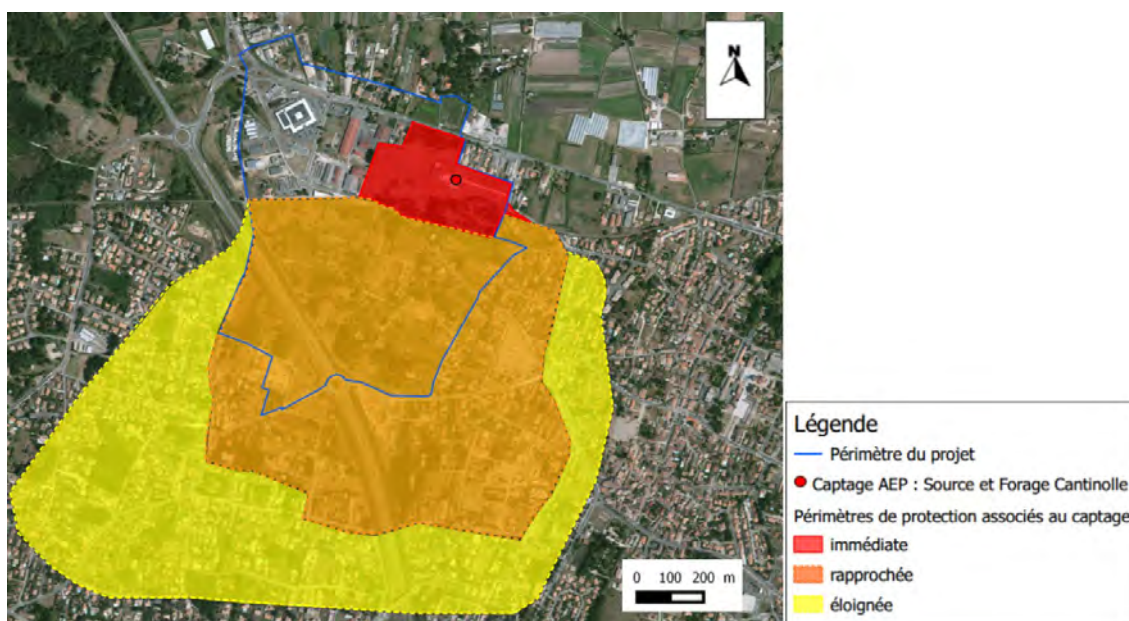 N
0 100 200 m
Légende
Périmètre du projet
Captage AEP : Source et Forage Cantinolle
Périmètres de protection associés au captage
immédiate
rapprochée
éloignée